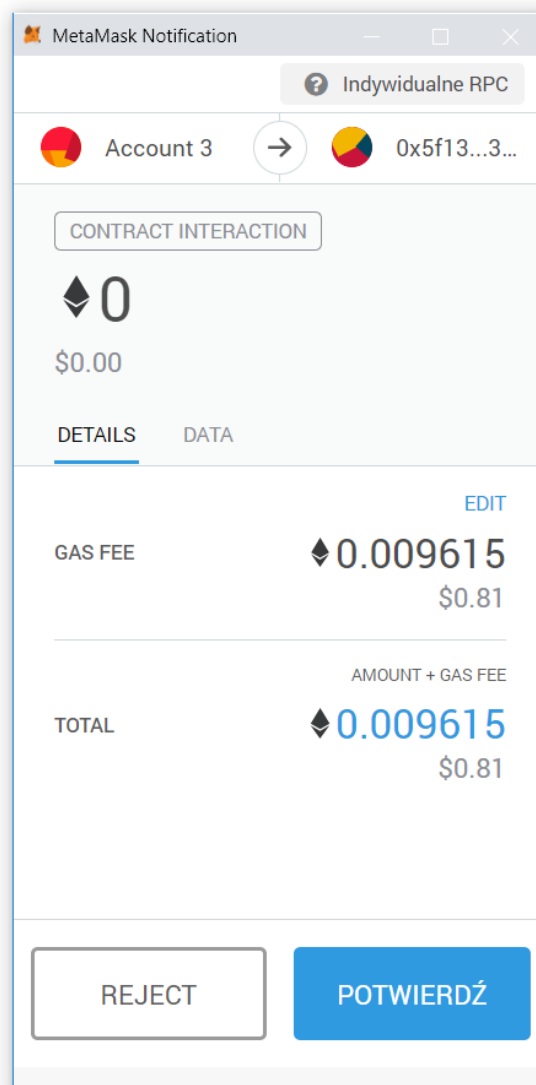 MetaMask Notification
Indywidualne RPC
Account 3
0x5f13...3...
CONTRACT INTERACTION
0
$0.00
DETAILS DATA
EDIT
GAS FEE 0.009615
$0.81
AMOUNT + GAS FEE
TOTAL 0.009615
$0.81
REJECT POTWIERDŹ